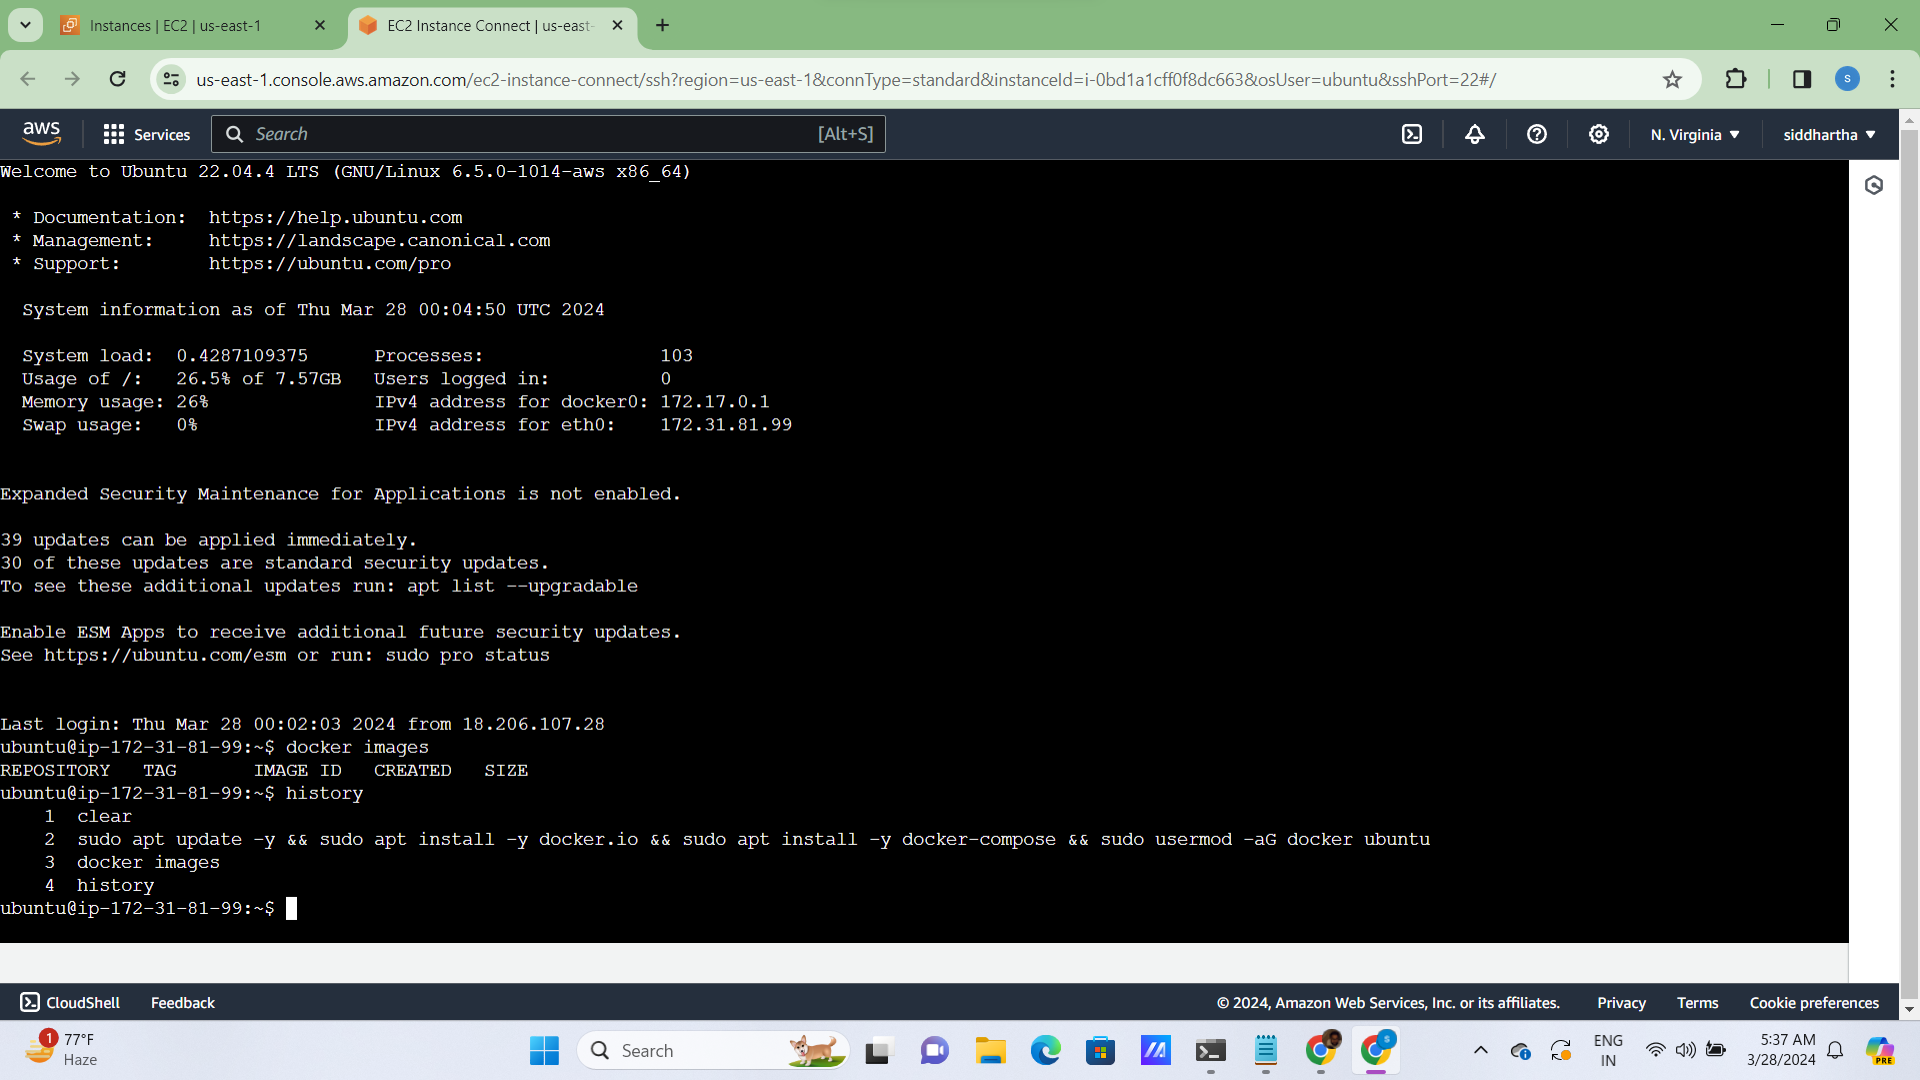 Instances | EC2 | us-east-1
EC2 Instance Connect | us-east-
us-east-1.console.aws.amazon.com/ec2-instance-connect/ssh?region=us-east-1&connType=standard&instanceId=i-0bd1a1cff0f8dc663&osUser=ubuntu&sshPort=22#/
S
aws Services Search [Alt+S] N. Virginia siddhartha
Welcome to Ubuntu 22.04.4 LTS (GNU/Linux 6.5.0-1014-aws x86_64)
* Documentation: https://help.ubuntu.com
* Management: https://landscape.canonical.com
* Support: https://ubuntu.com/pro
System information as of Thu Mar 28 00:04:50 UTC 2024
System load: 0.4287109375 Processes: 103
Usage of /: 26.5% of 7.57GB Users logged in: 0
Memory usage: 26% IPv4 address for docker0: 172.17.0.1
Swap usage: 0% IPv4 address for eth0: 172.31.81.99
Expanded Security Maintenance for Applications is not enabled.
39 updates can be applied immediately.
30 of these updates are standard security updates.
To see these additional updates run: apt list --upgradable
Enable ESM Apps to receive additional future security updates.
See https://ubuntu.com/esm or run: sudo pro status
Last login: Thu Mar 28 00:02:03 2024 from 18.206.107.28
ubuntu@ip-172-31-81-99:~$ docker images
REPOSITORY TAG IMAGE ID CREATED SIZE
ubuntu@ip-172-31-81-99:~$ history
1 clear
2 sudo apt update -y && sudo apt install -y docker.io && sudo apt install -y docker-compose && sudo usermod -aG docker ubuntu
3 docker images
4 history
ubuntu@ip-172-31-81-99:~$
CloudShell Feedback © 2024, Amazon Web Services, Inc. or its affiliates. Privacy Terms Cookie preferences
1 77°F
Haze
Search
ENG
IN
5:37 AM
3/28/2024
PRE